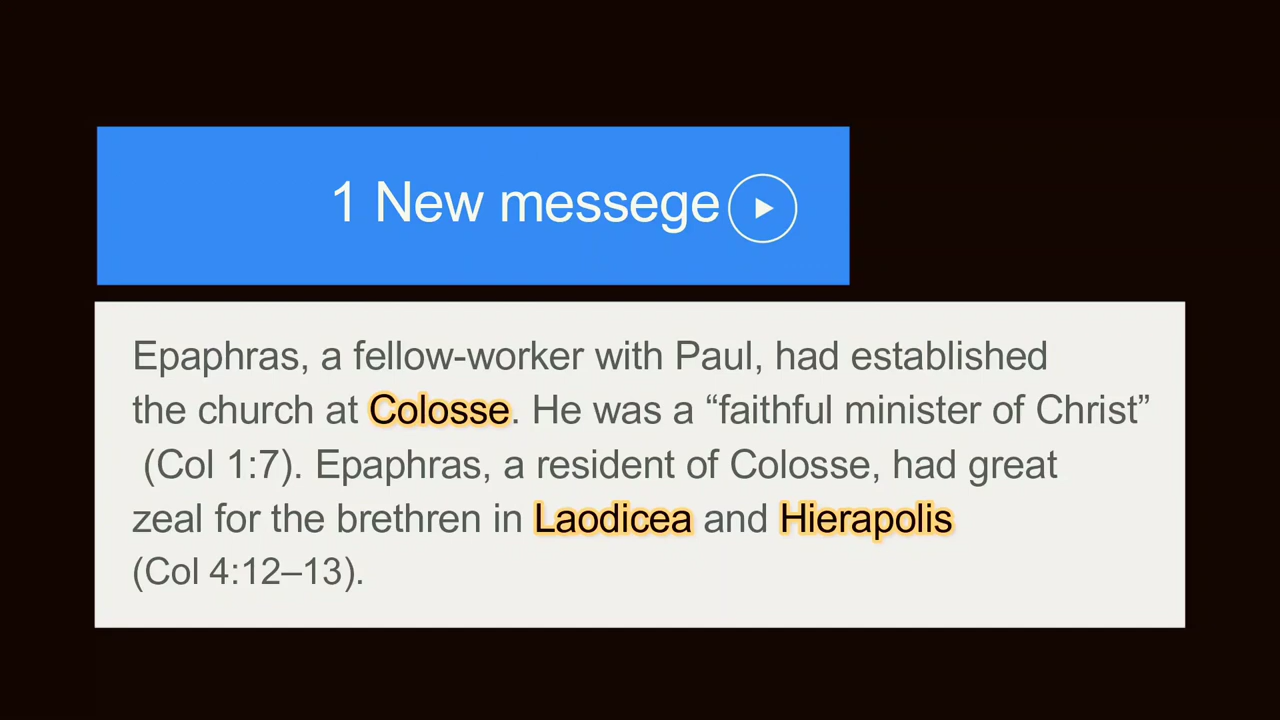 1 New messege
Epaphras, a fellow-worker with Paul, had established
the church at Colosse. He was a “faithful minister of Christ”
(Col 1:7). Epaphras, a resident of Colosse, had great
zeal for the brethren in Laodicea and Hierapolis
(Col 4:12–13).